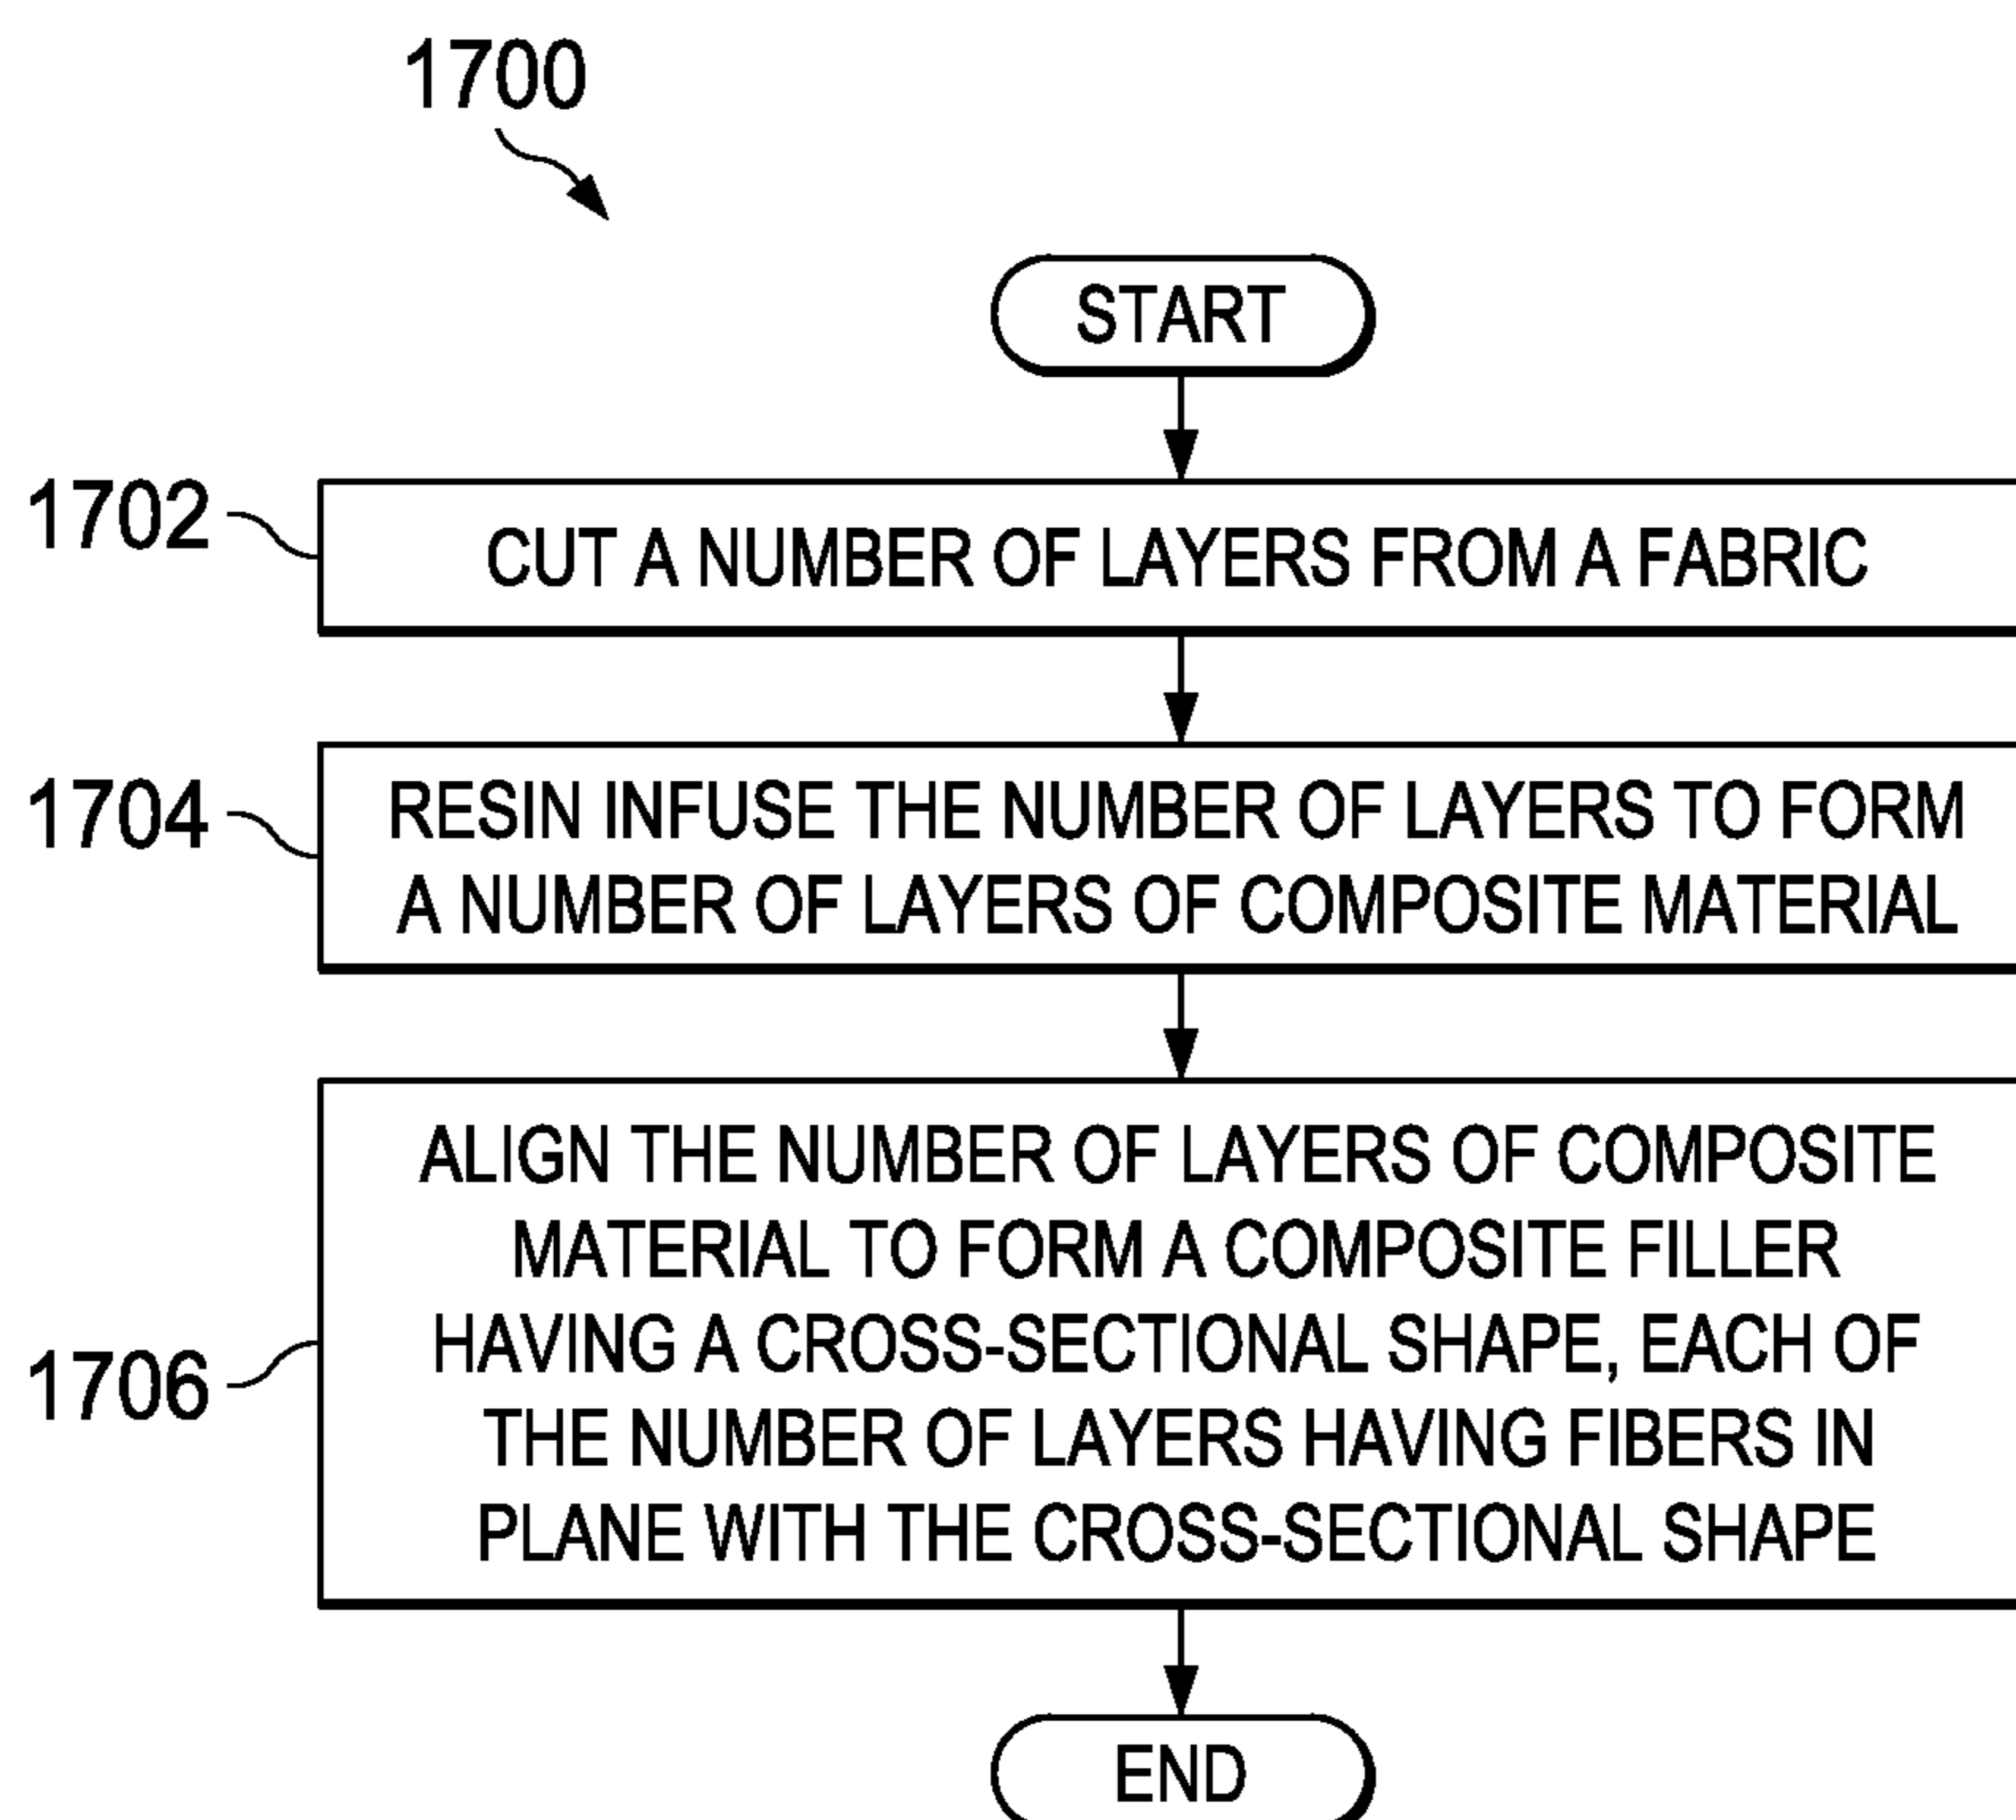 1700
START
1702
CUT A NUMBER OF LAYERS FROM A FABRIC
1704
RESIN INFUSE THE NUMBER OF LAYERS TO FORM
A NUMBER OF LAYERS OF COMPOSITE MATERIAL
1706
ALIGN THE NUMBER OF LAYERS OF COMPOSITE
MATERIAL TO FORM A COMPOSITE FILLER
HAVING A CROSS-SECTIONAL SHAPE, EACH OF
THE NUMBER OF LAYERS HAVING FIBERS IN
PLANE WITH THE CROSS-SECTIONAL SHAPE
END